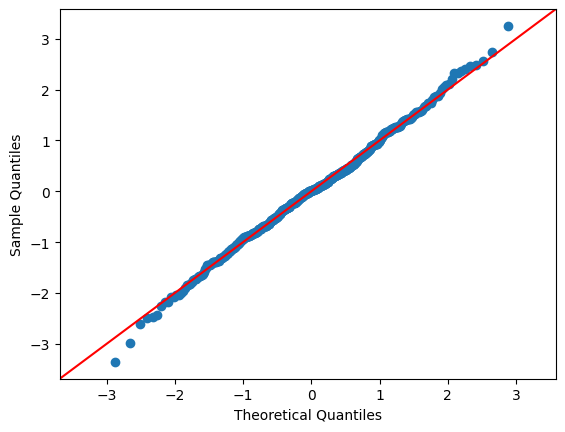 3
2
1
0
−1
−2
−3
Sample Quantiles
−3 −2 −1 0 1 2 3
Theoretical Quantiles